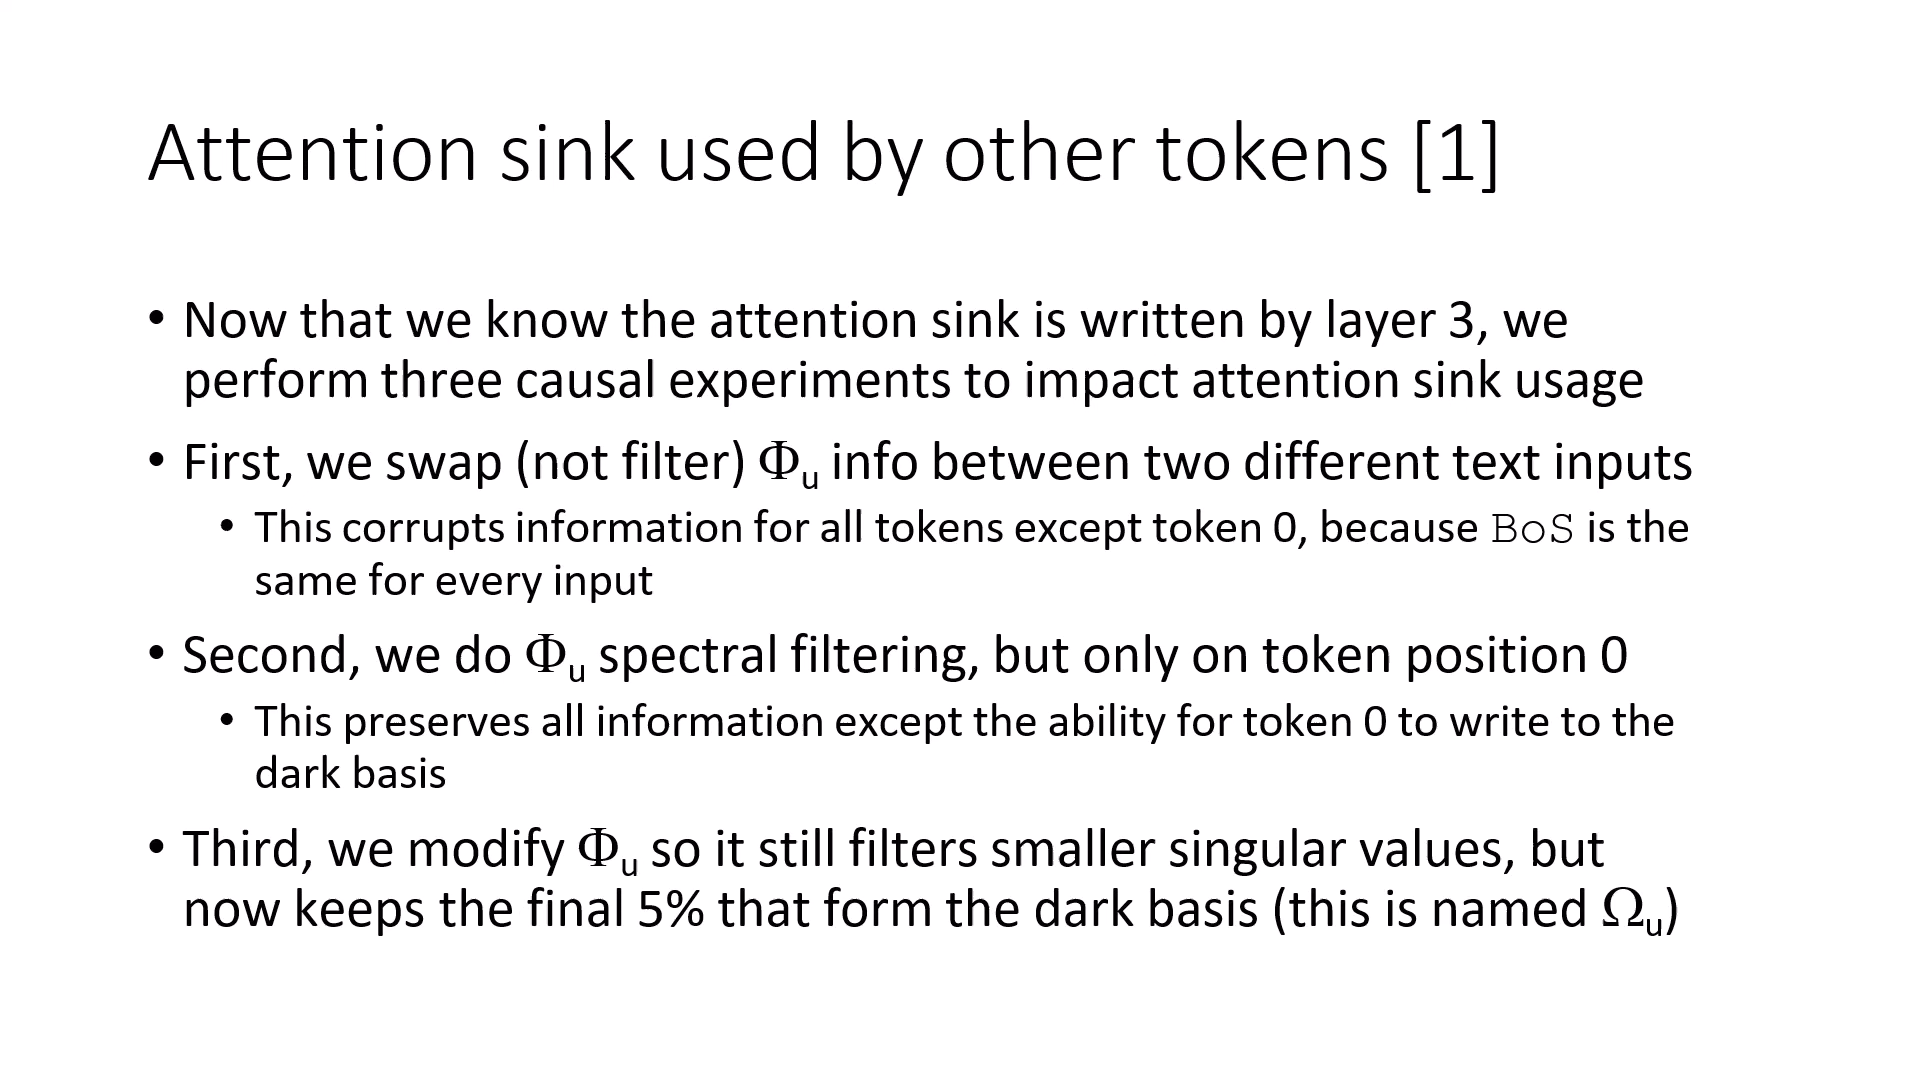 Attention sink used by other tokens [1]
• Now that we know the attention sink is written by layer 3, we
perform three causal experiments to impact attention sink usage
• First, we swap (not filter) Φu info between two different text inputs
• This corrupts information for all tokens except token 0, because BoS is the
same for every input
• Second, we do Φu spectral filtering, but only on token position 0
• This preserves all information except the ability for token 0 to write to the
dark basis
• Third, we modify Φu so it still filters smaller singular values, but
now keeps the final 5% that form the dark basis (this is named Ωu)